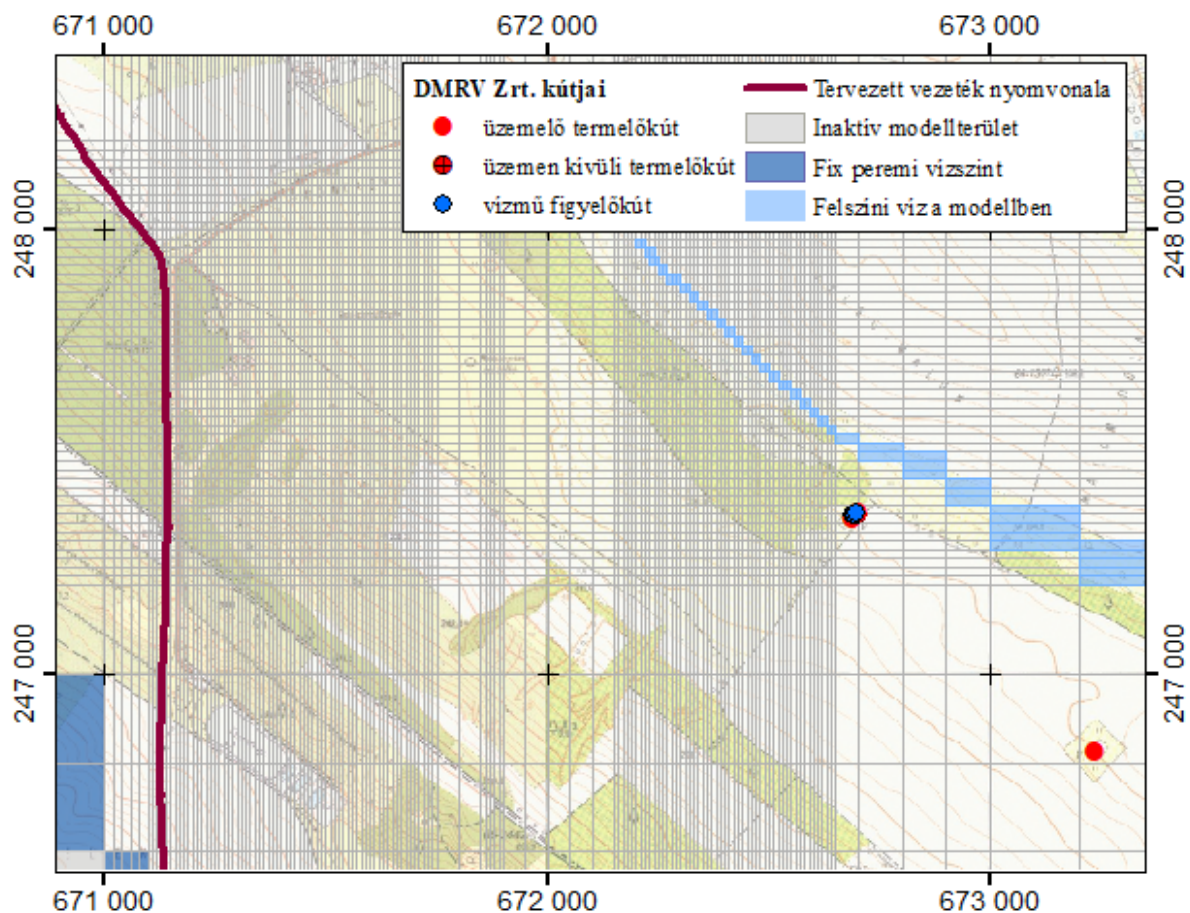 671 000 672 000 673 000
DMRV Zrt. kútjai
üzemelő termelőkút
üzemen kívüli termelőkút
vízmű figyelőkút
Tervezett vezeték nyomvonala
Inaktív modellterület
Fix peremi vízszint
Felszíni víz a modellben
248 000 248 000
247 000 247 000
671 000 672 000 673 000